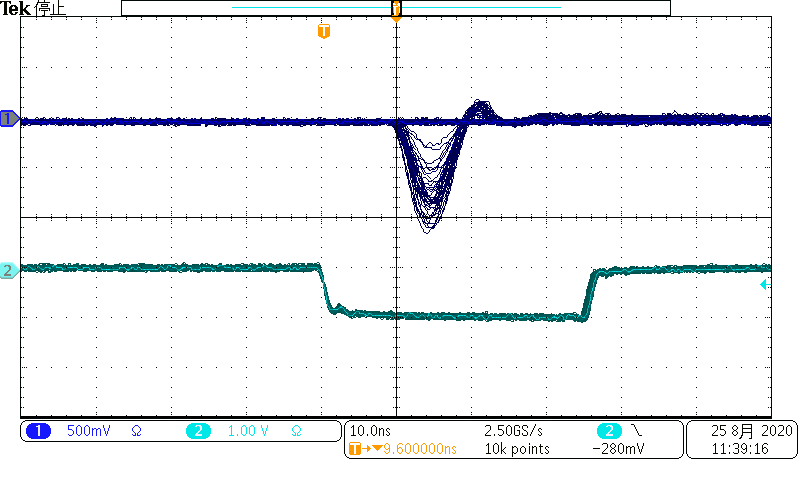 Tek 停止
T
T
1
2
1 500mV Ω 2 1.00 V Ω
10.0ns 2.50GS/s 2 -280mV
T→▼9.600000ns 10k points
25 8月 2020
11:39:16